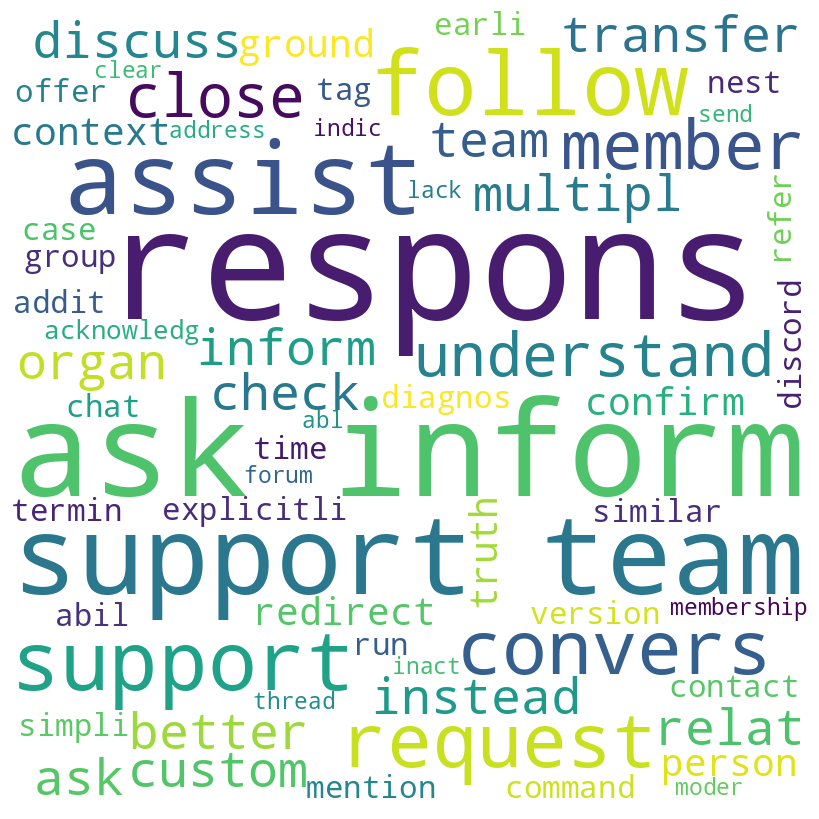 discuss ground earli transfer
clear
offer close tag follow nest
send
context address indic team member
assist lack multipl
case refer
group respons
addit discord
acknowledg
organ inform understand
check diagnos confirm
chat abl
ask inform
time
forum
termin explicitli similar
truth
support team
abil redirect version membership
support run convers
inact contact
thread instead
simpli better request relat
person
ask custom mention command moder